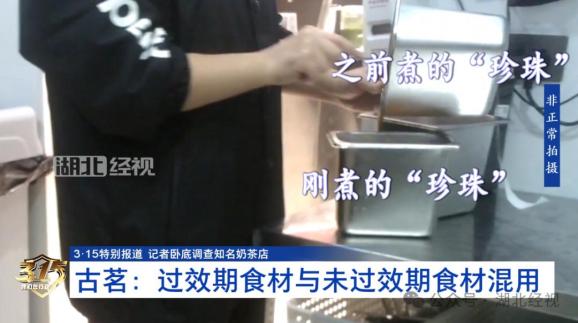 之前煮的“珍珠”
非正常拍摄
湖北经视
刚煮的“珍珠”
3·15特别报道 记者卧底调查知名奶茶店
3·15
古茗：过效期食材与未过效期食材混用
公众号·湖北经视